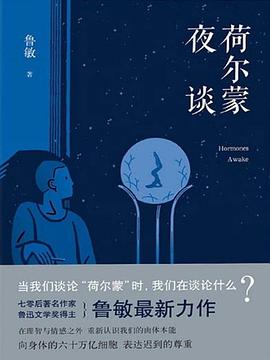 鲁敏 著
荷尔蒙
夜谈
Hormones
Awake
当我们谈论“荷尔蒙”时，我们在谈论什么？
七零后著名作家
鲁迅文学奖得主
鲁敏最新力作
在理智与情感之外 重新认识我们的肉体本能
向身体的六十万亿细胞 表达迟到的尊重